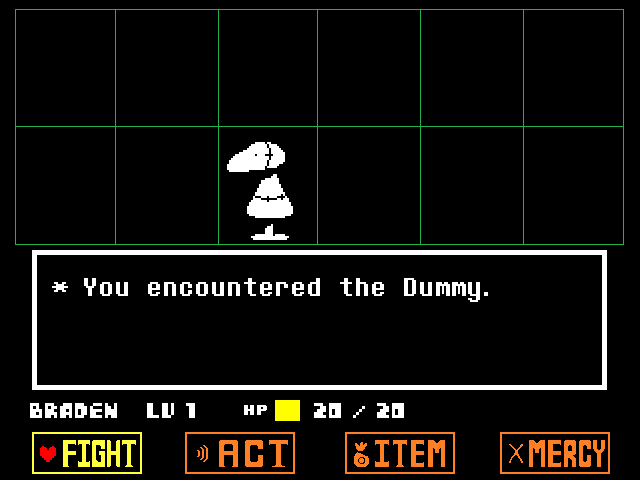 * You encountered the Dummy.
BRADEN LV 1 HP 20 / 20
FIGHT ACT ITEM MERCY